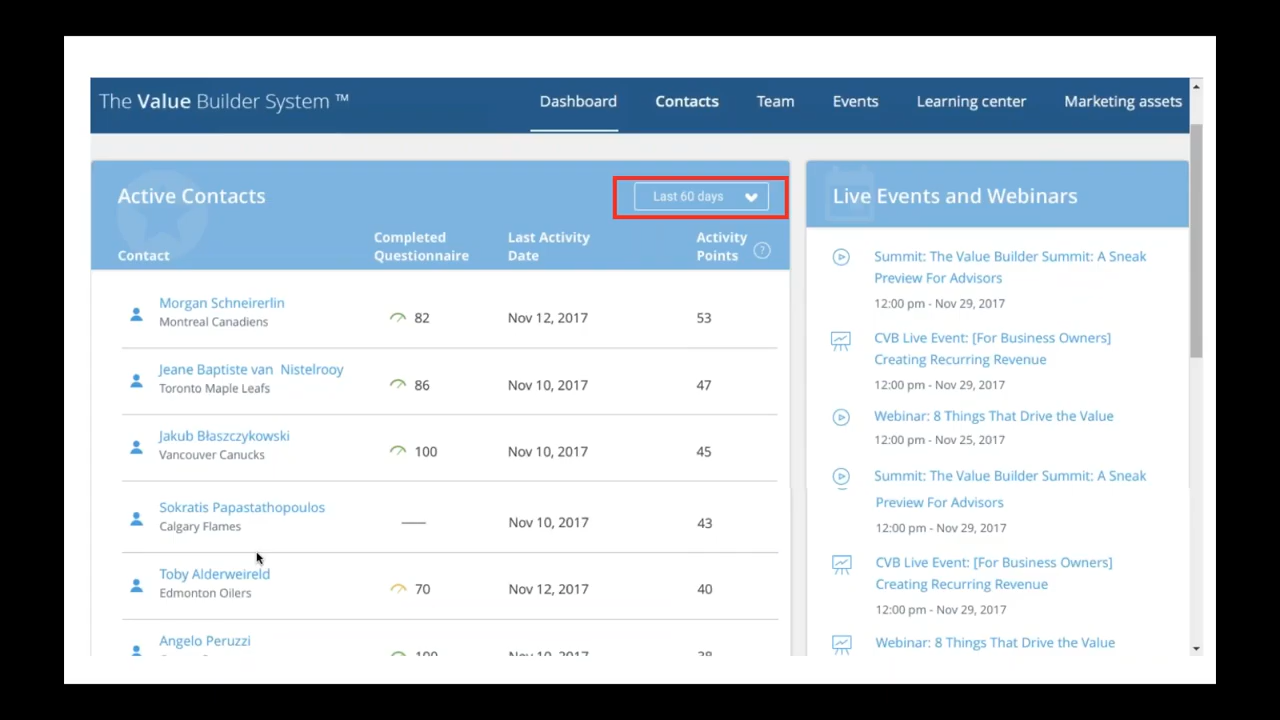 The Value Builder System ™
Dashboard
Contacts
Team
Events
Learning center
Marketing assets
Active Contacts
Last 60 days
Contact
Completed
Questionnaire
Last Activity
Date
Activity
Points
?
Morgan Schneirerlin
Montreal Canadiens
82
Nov 12, 2017
53
Jeane Baptiste van Nistelrooy
Toronto Maple Leafs
86
Nov 10, 2017
47
Jakub Błaszczykowski
Vancouver Canucks
100
Nov 10, 2017
45
Sokratis Papastathopoulos
Calgary Flames
Nov 10, 2017
43
Toby Alderweireld
Edmonton Oilers
70
Nov 12, 2017
40
Angelo Peruzzi
100
Nov 10, 2017
38
Live Events and Webinars
Summit: The Value Builder Summit: A Sneak
Preview For Advisors
12:00 pm - Nov 29, 2017
CVB Live Event: [For Business Owners]
Creating Recurring Revenue
12:00 pm - Nov 29, 2017
Webinar: 8 Things That Drive the Value
12:00 pm - Nov 25, 2017
Summit: The Value Builder Summit: A Sneak
Preview For Advisors
12:00 pm - Nov 29, 2017
CVB Live Event: [For Business Owners]
Creating Recurring Revenue
12:00 pm - Nov 29, 2017
Webinar: 8 Things That Drive the Value